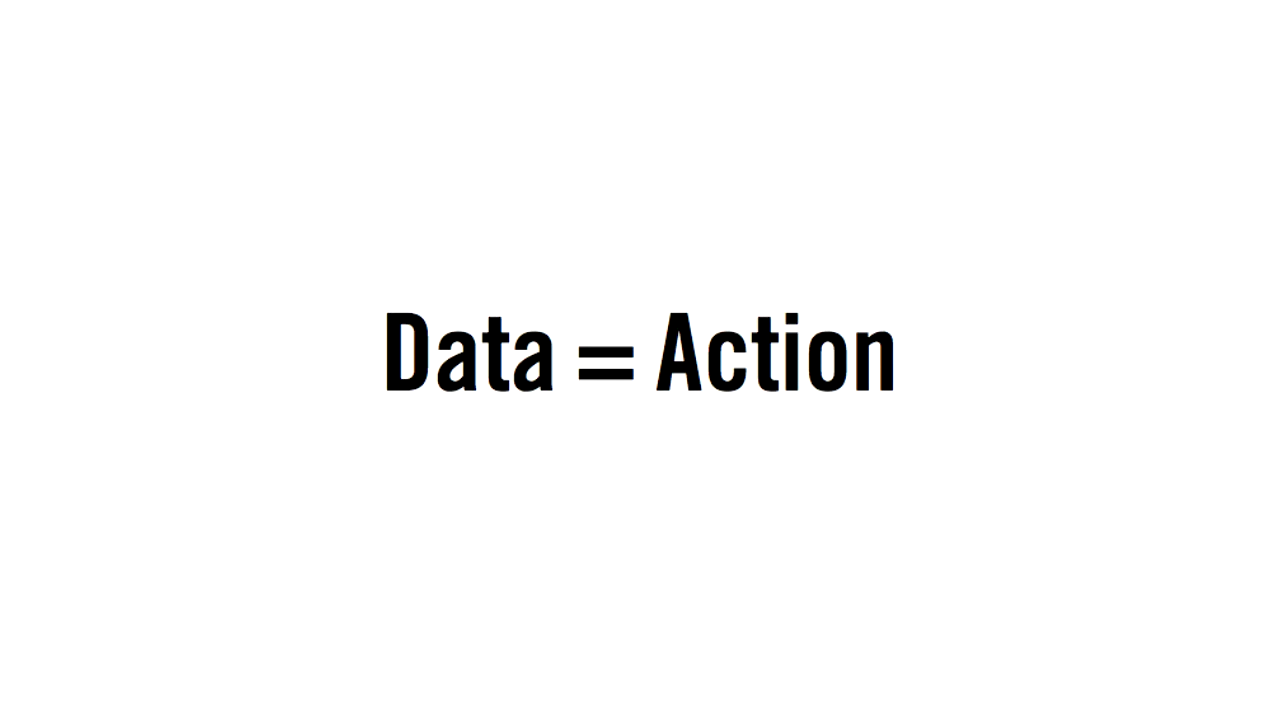 Data = Action